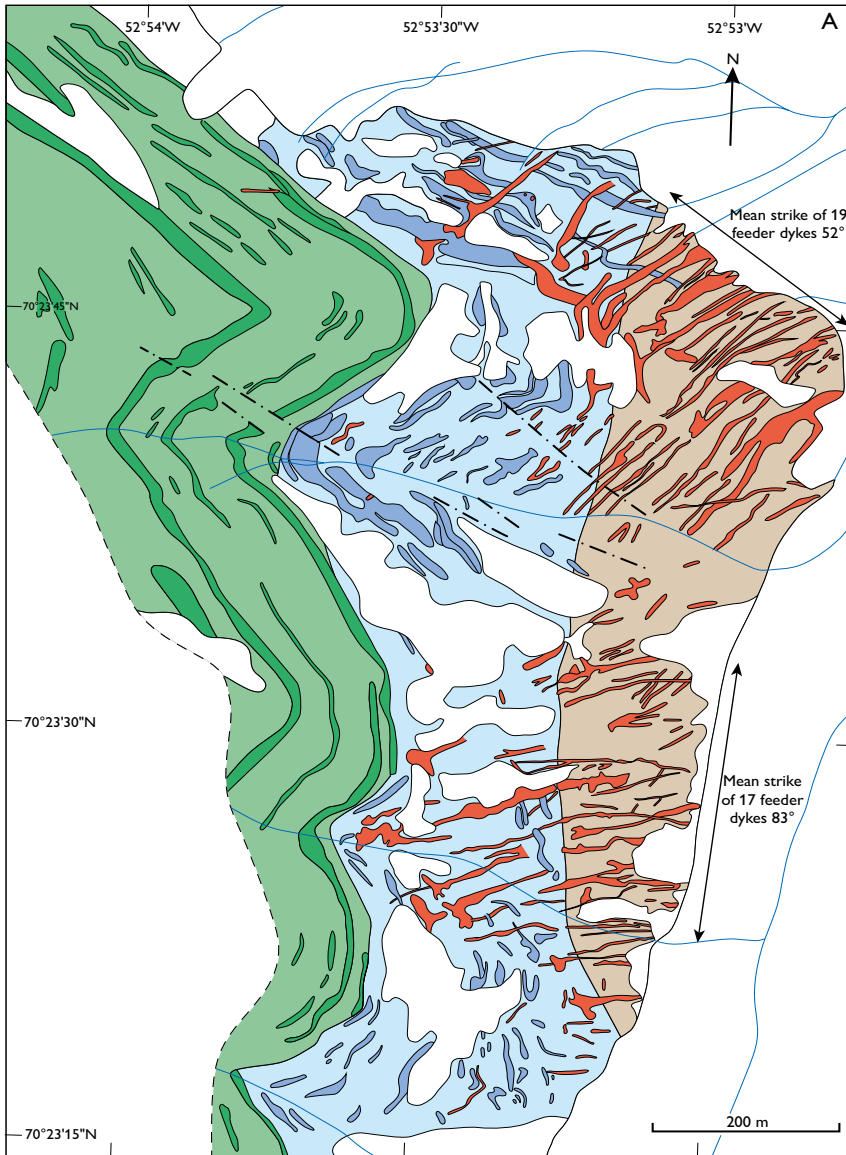 52°54'W
52°53'30"W
52°53'W
A
N
Mean strike of 19
feeder dykes 52°
70°23'45"N
70°23'30"N
Mean strike
of 17 feeder
dykes 83°
200 m
70°23'15"N